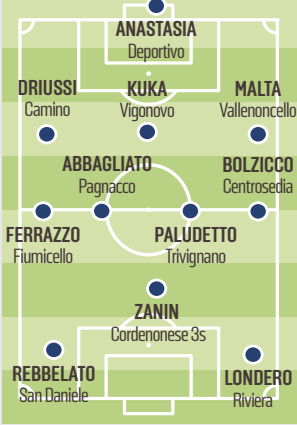 ANASTASIA
Deportivo
DRIUSSI
Camino
KUKA
Vigonovo
MALTA
Vallenoncello
ABBAGLIATO
Pagnacco
BOLZICCO
Centrosedia
FERRAZZO
Fiumicello
PALUDETTO
Trivignano
ZANIN
Cordenonese 3s
REBBELATO
San Daniele
LONDERO
Riviera